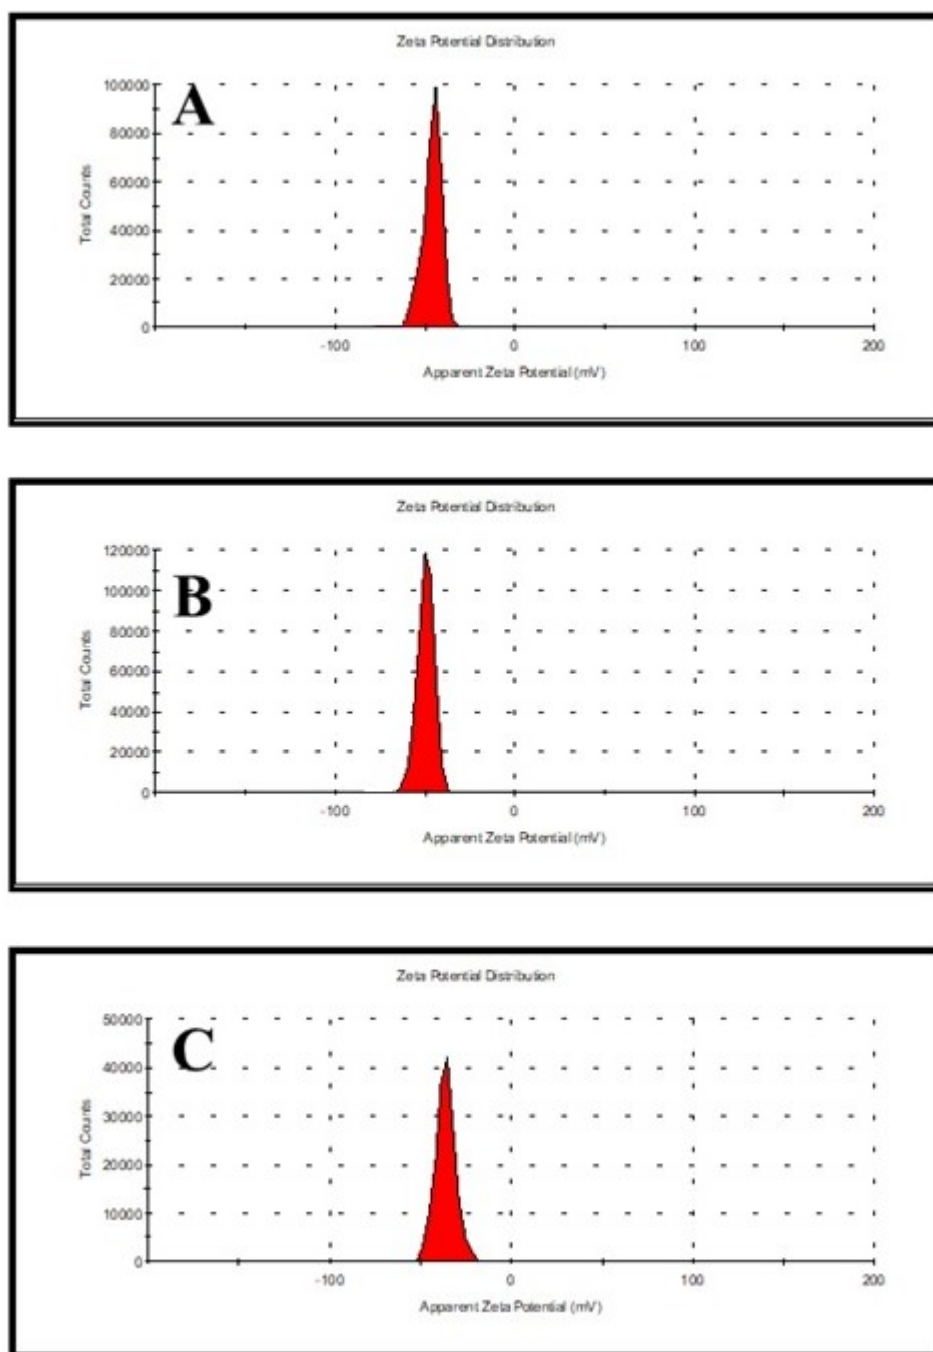 Zeta Potential Distribution
A
100000
80000
60000
40000
20000
0
Total Counts
-100 0 100 200
Apparent Zeta Potential (mV)
Zeta Potential Distribution
B
120000
100000
80000
60000
40000
20000
0
Total Counts
-100 0 100 200
Apparent Zeta Potential (mV)
Zeta Potential Distribution
C
50000
40000
30000
20000
10000
0
Total Counts
-100 0 100 200
Apparent Zeta Potential (mV)